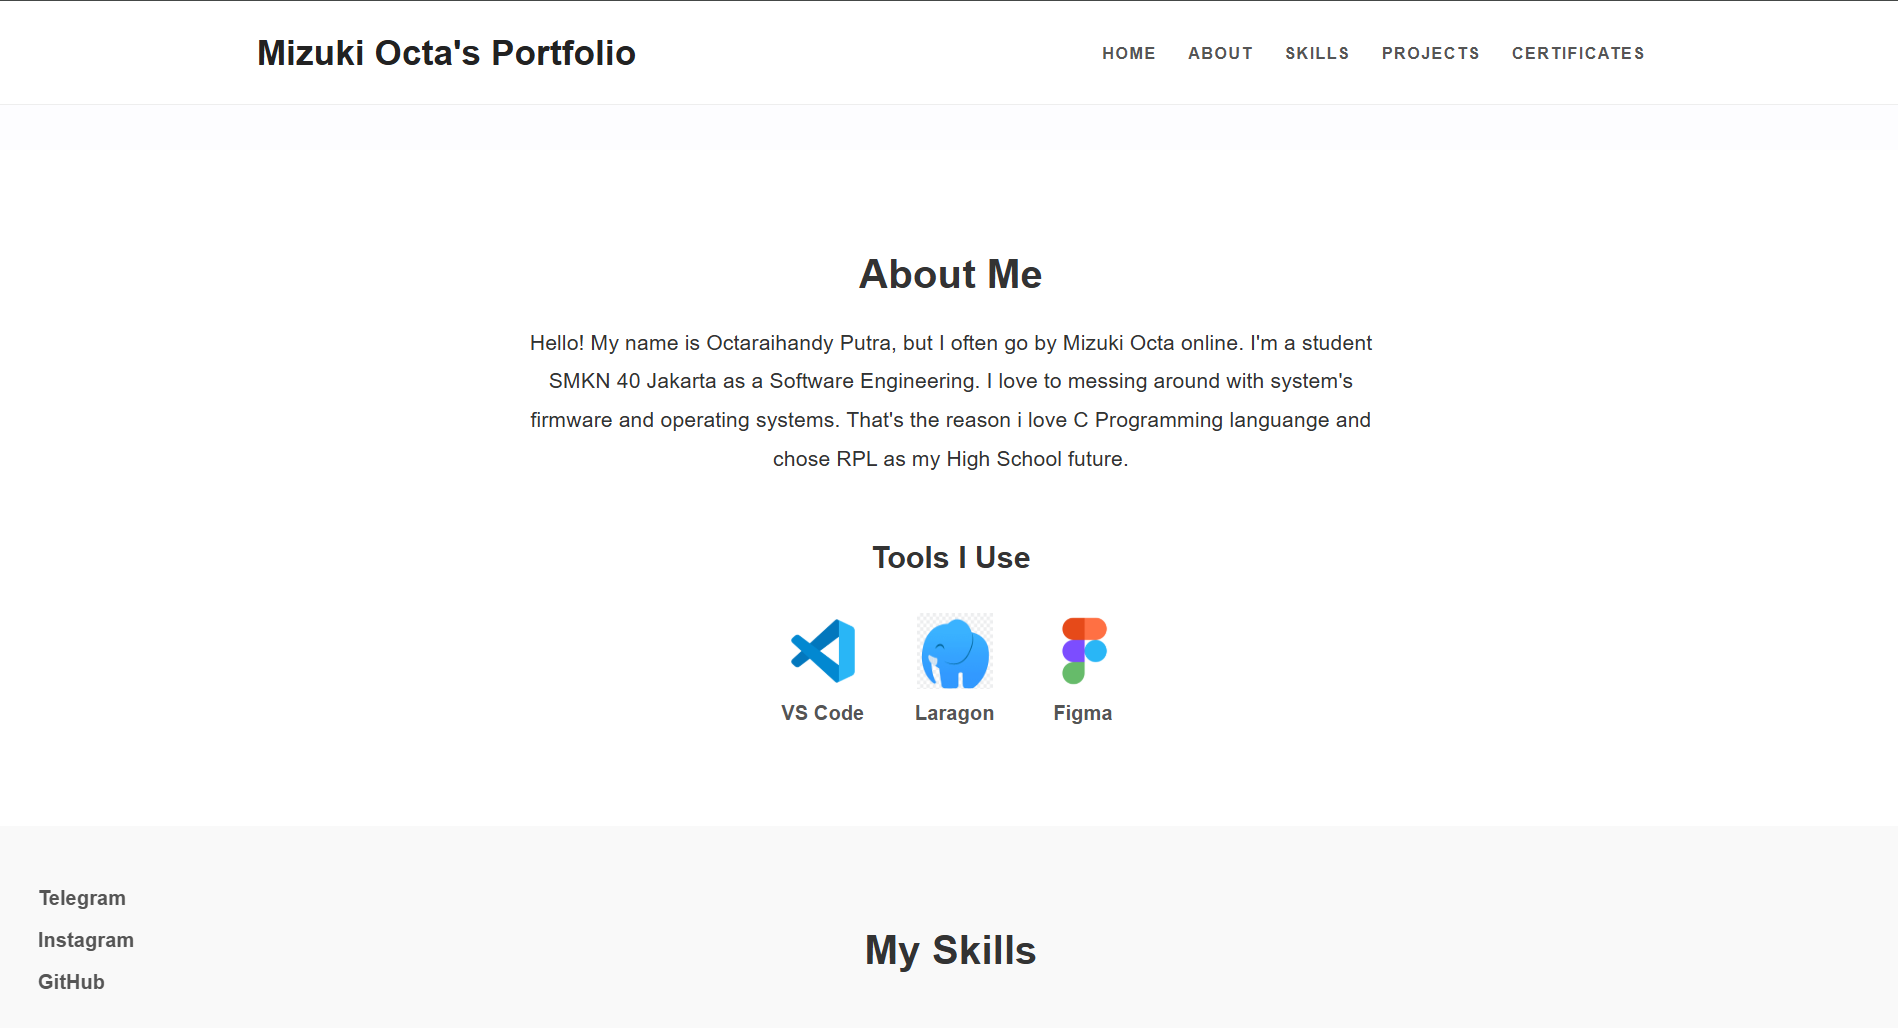 Mizuki Octa's Portfolio
HOME ABOUT SKILLS PROJECTS CERTIFICATES
About Me
Hello! My name is Octaraihandy Putra, but I often go by Mizuki Octa online. I'm a student
SMKN 40 Jakarta as a Software Engineering. I love to messing around with system's
firmware and operating systems. That's the reason i love C Programming languange and
chose RPL as my High School future.
Tools I Use
VS Code Laragon Figma
Telegram
Instagram
GitHub
My Skills